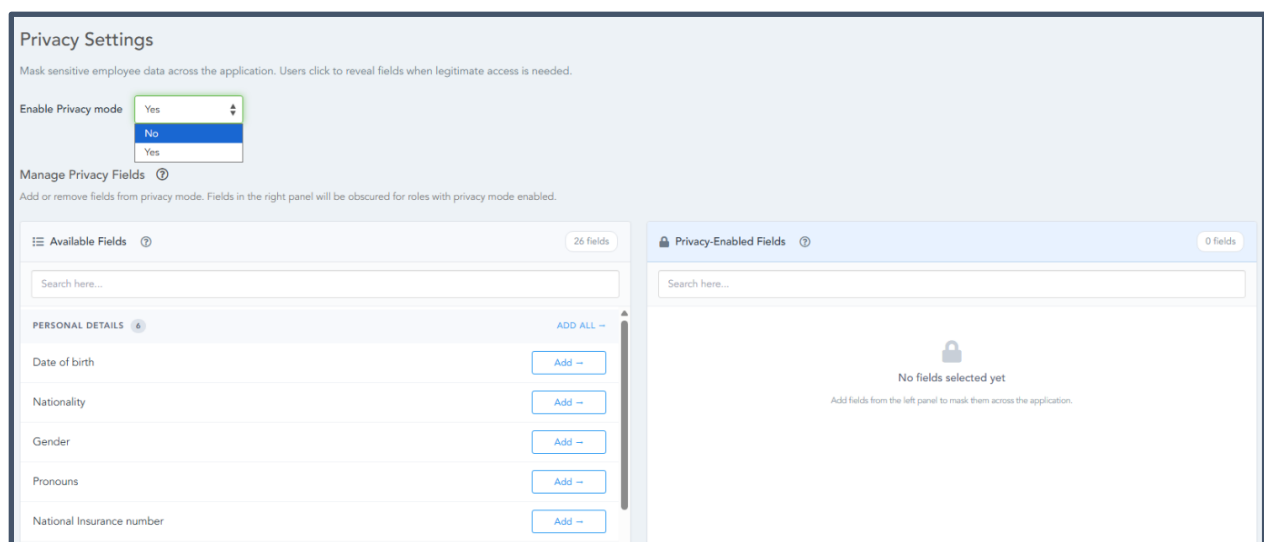 Privacy Settings
Mask sensitive employee data across the application. Users click to reveal fields when legitimate access is needed.
Enable Privacy mode
Yes
No
Yes
Manage Privacy Fields ?
Add or remove fields from privacy mode. Fields in the right panel will be obscured for roles with privacy mode enabled.
Available Fields ? 26 fields
Search here...
PERSONAL DETAILS 6 ADD ALL →
Date of birth Add →
Nationality Add →
Gender Add →
Pronouns Add →
National Insurance number Add →
Privacy-Enabled Fields ? 0 fields
Search here...
No fields selected yet
Add fields from the left panel to mask them across the application.